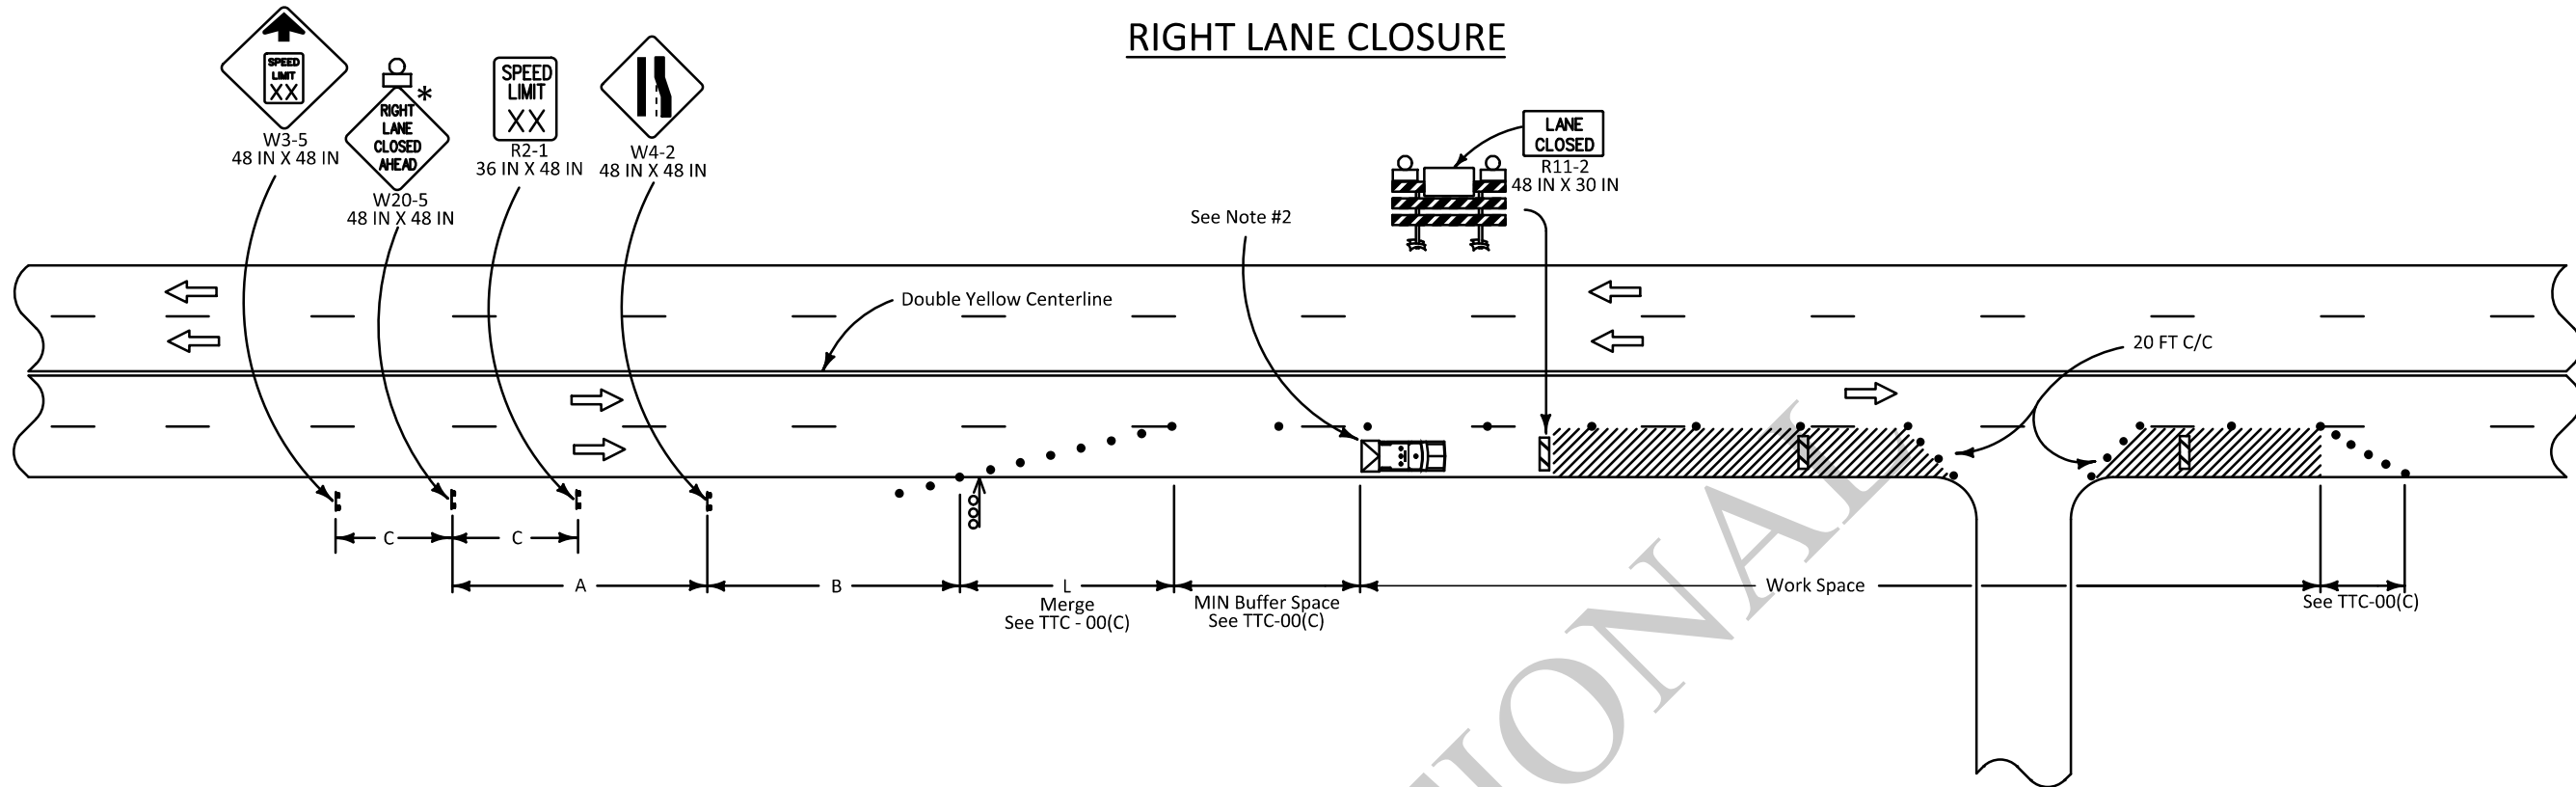 RIGHT LANE CLOSURE
SPEED
LIMIT
XX
W3-5
48 IN X 48 IN
RIGHT
LANE
CLOSED
AHEAD
*
W20-5
48 IN X 48 IN
SPEED
LIMIT
XX
R2-1
36 IN X 48 IN
W4-2
48 IN X 48 IN
LANE
CLOSED
R11-2
48 IN X 30 IN
See Note #2
Double Yellow Centerline
20 FT C/C
C
C
A
B
L
Merge
See TTC - 00(C)
MIN Buffer Space
See TTC-00(C)
Work Space
See TTC-00(C)
IONAL